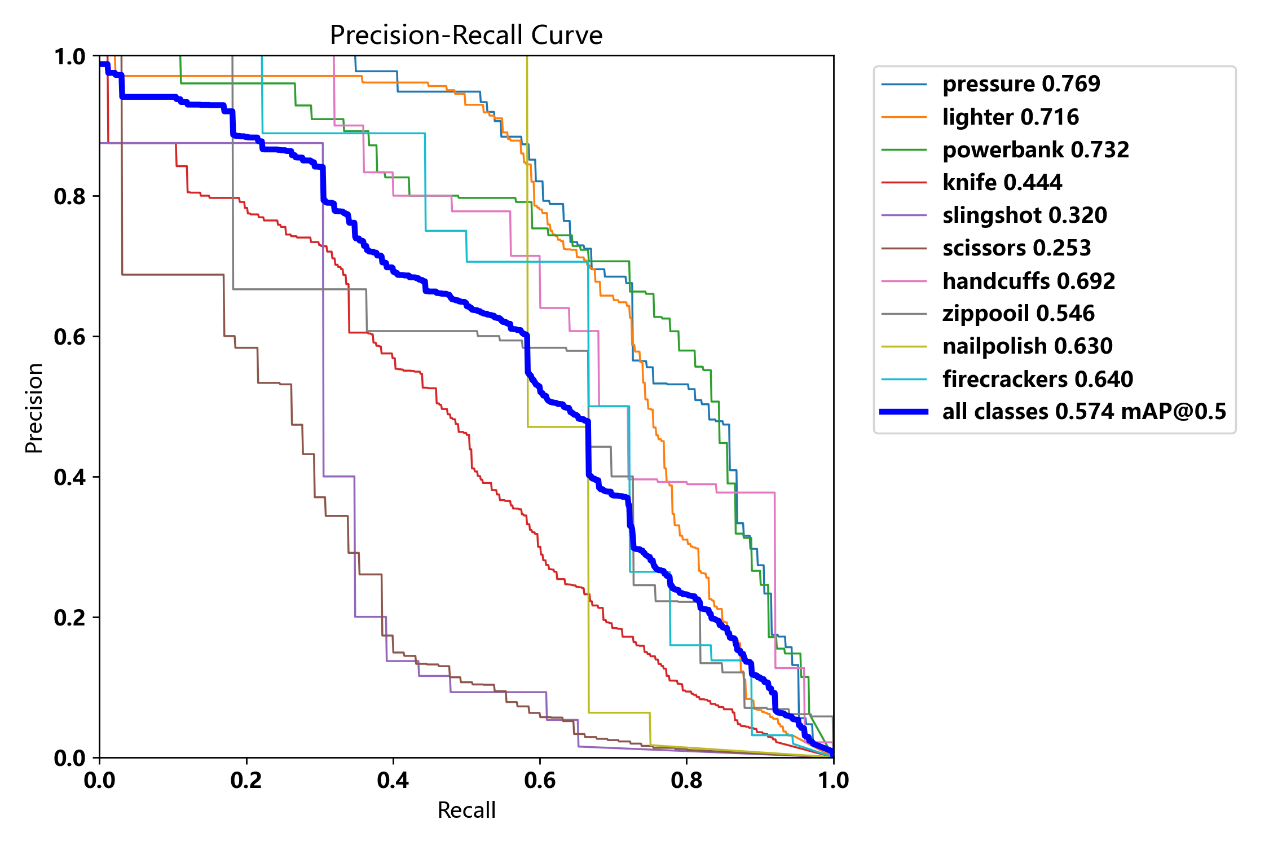 Precision-Recall Curve
1.0
0.8
0.6
0.4
0.2
0.0
Precision
0.0 0.2 0.4 0.6 0.8 1.0
Recall
pressure 0.769
lighter 0.716
powerbank 0.732
knife 0.444
slingshot 0.320
scissors 0.253
handcuffs 0.692
zippooil 0.546
nailpolish 0.630
firecrackers 0.640
all classes 0.574 mAP@0.5